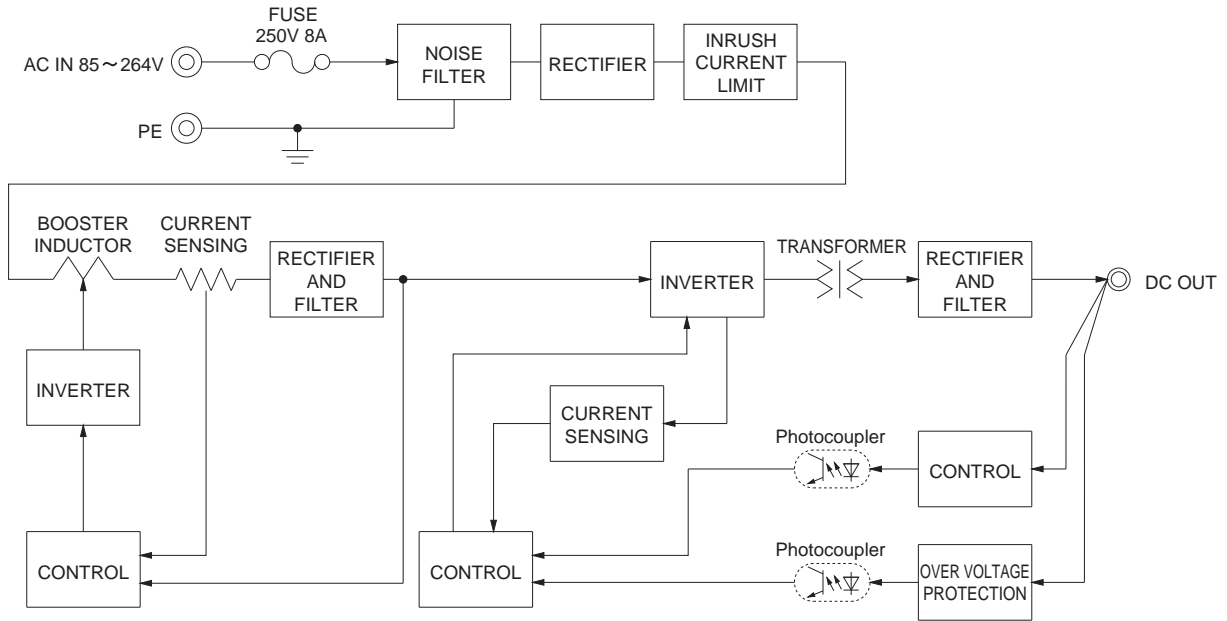 FUSE
250V 8A
AC IN 85～264V
NOISE
FILTER
RECTIFIER
INRUSH
CURRENT
LIMIT
PE
BOOSTER
INDUCTOR
CURRENT
SENSING
RECTIFIER
AND
FILTER
INVERTER
TRANSFORMER
RECTIFIER
AND
FILTER
DC OUT
INVERTER
CURRENT
SENSING
Photocoupler
CONTROL
CONTROL
CONTROL
Photocoupler
OVER VOLTAGE
PROTECTION